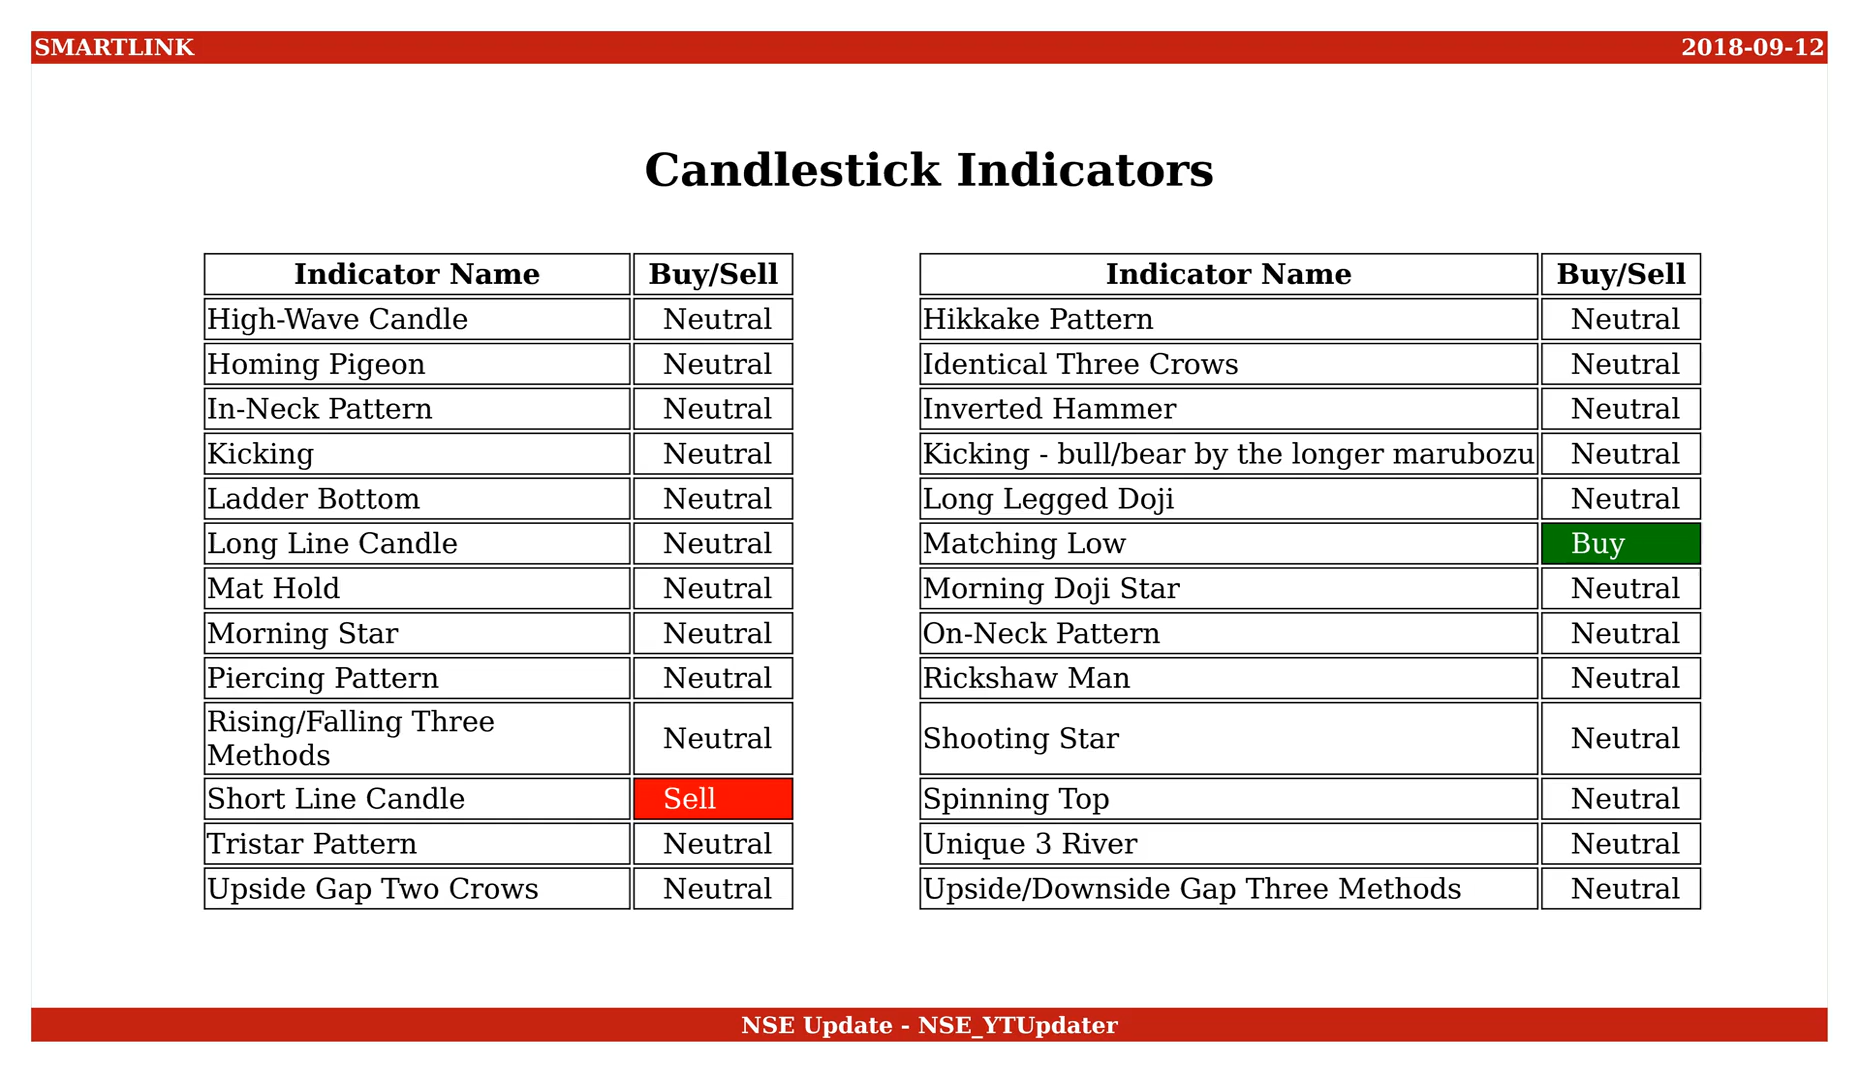 SMARTLINK 2018-09-12
Candlestick Indicators
Indicator Name Buy/Sell
High-Wave Candle Neutral
Homing Pigeon Neutral
In-Neck Pattern Neutral
Kicking Neutral
Ladder Bottom Neutral
Long Line Candle Neutral
Mat Hold Neutral
Morning Star Neutral
Piercing Pattern Neutral
Rising/Falling Three
Methods Neutral
Short Line Candle Sell
Tristar Pattern Neutral
Upside Gap Two Crows Neutral
Indicator Name Buy/Sell
Hikkake Pattern Neutral
Identical Three Crows Neutral
Inverted Hammer Neutral
Kicking - bull/bear by the longer marubozu Neutral
Long Legged Doji Neutral
Matching Low Buy
Morning Doji Star Neutral
On-Neck Pattern Neutral
Rickshaw Man Neutral
Shooting Star Neutral
Spinning Top Neutral
Unique 3 River Neutral
Upside/Downside Gap Three Methods Neutral
NSE Update - NSE_YTUpdater